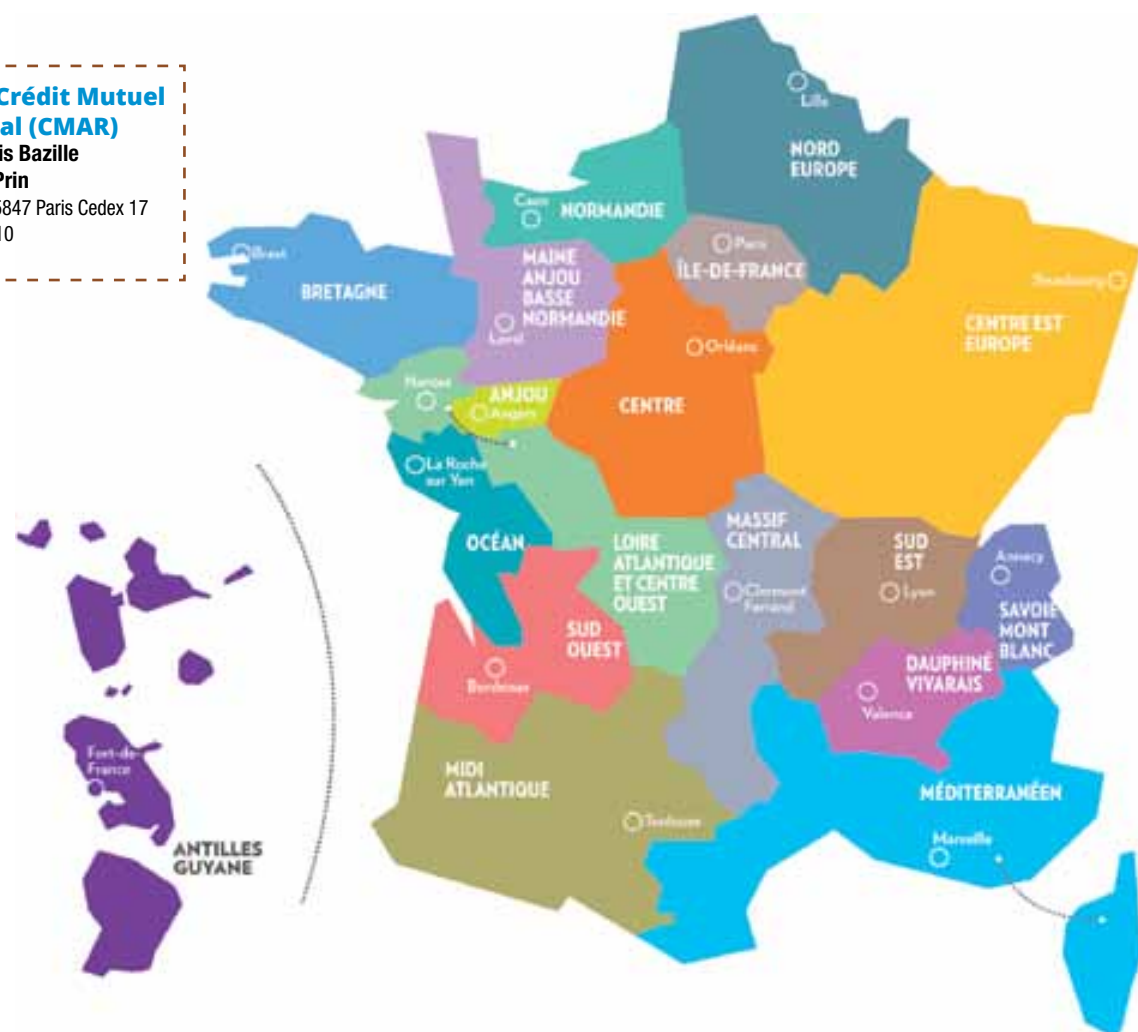 Crédit Mutuel
al (CMAR)
is Bazille
Prin
5847 Paris Cedex 17
10
Lille
NORD
EUROPE
Caen
NORMANDIE
Paris
ÎLE-DE-FRANCE
Brest
BRETAGNE
MAINE
ANJOU
BASSE
NORMANDIE
Laval
Strasbourg
CENTRE EST
EUROPE
Orléans
CENTRE
Nantes
ANJOU
Angers
La Roche
sur Yon
OCÉAN
LOIRE
ATLANTIQUE
ET CENTRE
OUEST
MASSIF
CENTRAL
Clermont
Ferrand
SUD
EST
Lyon
Annecy
SAVOIE
MONT
BLANC
SUD
OUEST
Bordeaux
DAUPHINÉ
VIVARAIS
Valence
MIDI
ATLANTIQUE
Toulouse
MÉDITERRANÉEN
Marseille
Fort-de-
France
ANTILLES
GUYANE